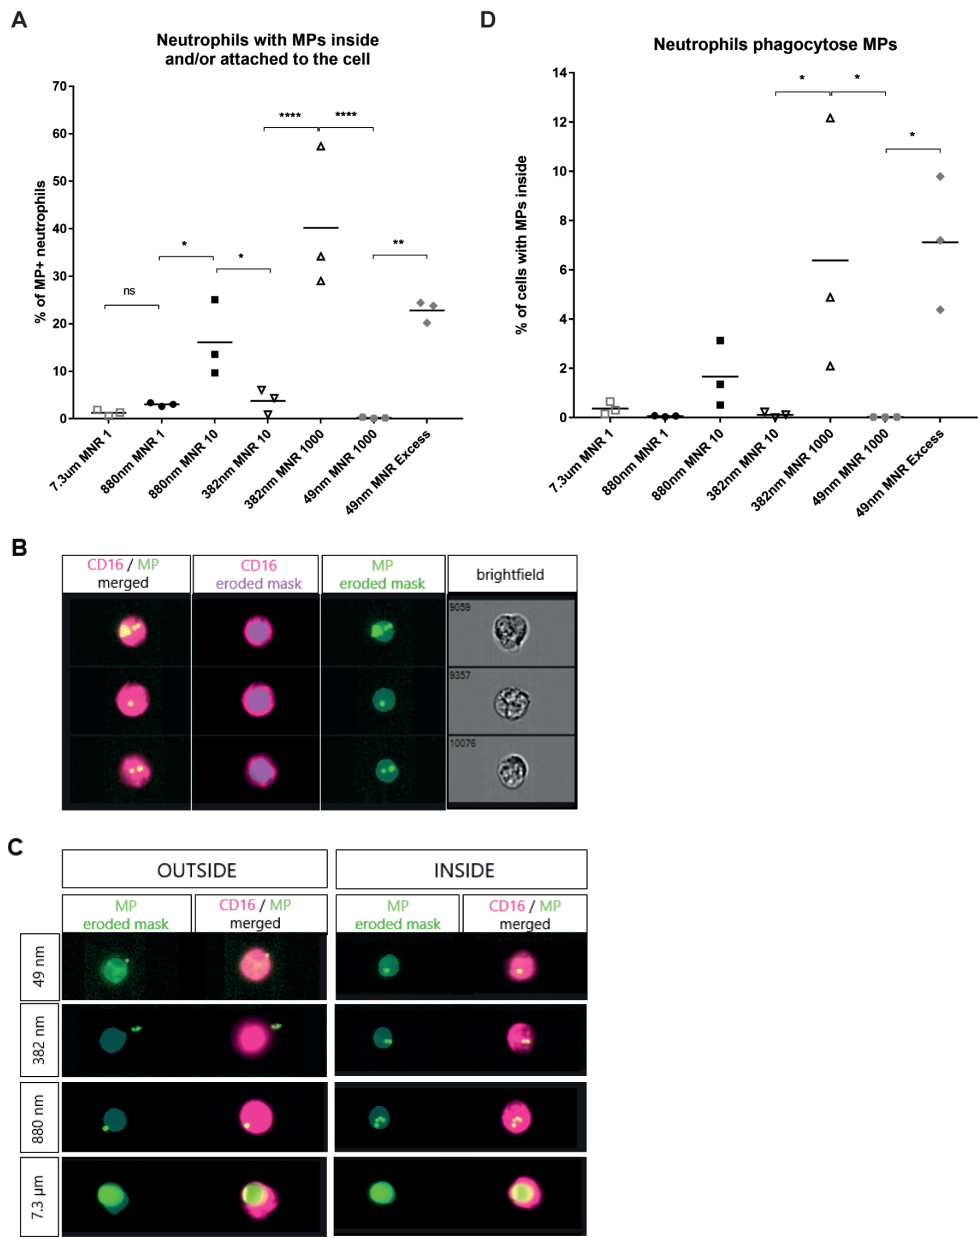 A
Neutrophils with MPs inside
and/or attached to the cell
% of MP+ neutrophils
70
60
50
40
30
20
10
0
ns
*
*
****
****
**
7.3um MNR 1
880nm MNR 1
880nm MNR 10
382nm MNR 10
382nm MNR 1000
49nm MNR 1000
49nm MNR Excess
D
Neutrophils phagocytose MPs
% of cells with MPs inside
14
12
10
8
6
4
2
0
*
*
*
7.3um MNR 1
880nm MNR 1
880nm MNR 10
382nm MNR 10
382nm MNR 1000
49nm MNR 1000
49nm MNR Excess
B
CD16 / MP
merged
CD16
eroded mask
MP
eroded mask
brightfield
9059
9357
10076
C
OUTSIDE
INSIDE
MP
eroded mask
CD16 / MP
merged
MP
eroded mask
CD16 / MP
merged
49 nm
382 nm
880 nm
7.3 µm